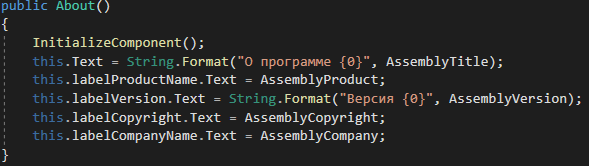 public About()
{
InitializeComponent();
this.Text = String.Format("О программе {0}", AssemblyTitle);
this.labelProductName.Text = AssemblyProduct;
this.labelVersion.Text = String.Format("Версия {0}", AssemblyVersion);
this.labelCopyright.Text = AssemblyCopyright;
this.labelCompanyName.Text = AssemblyCompany;
}